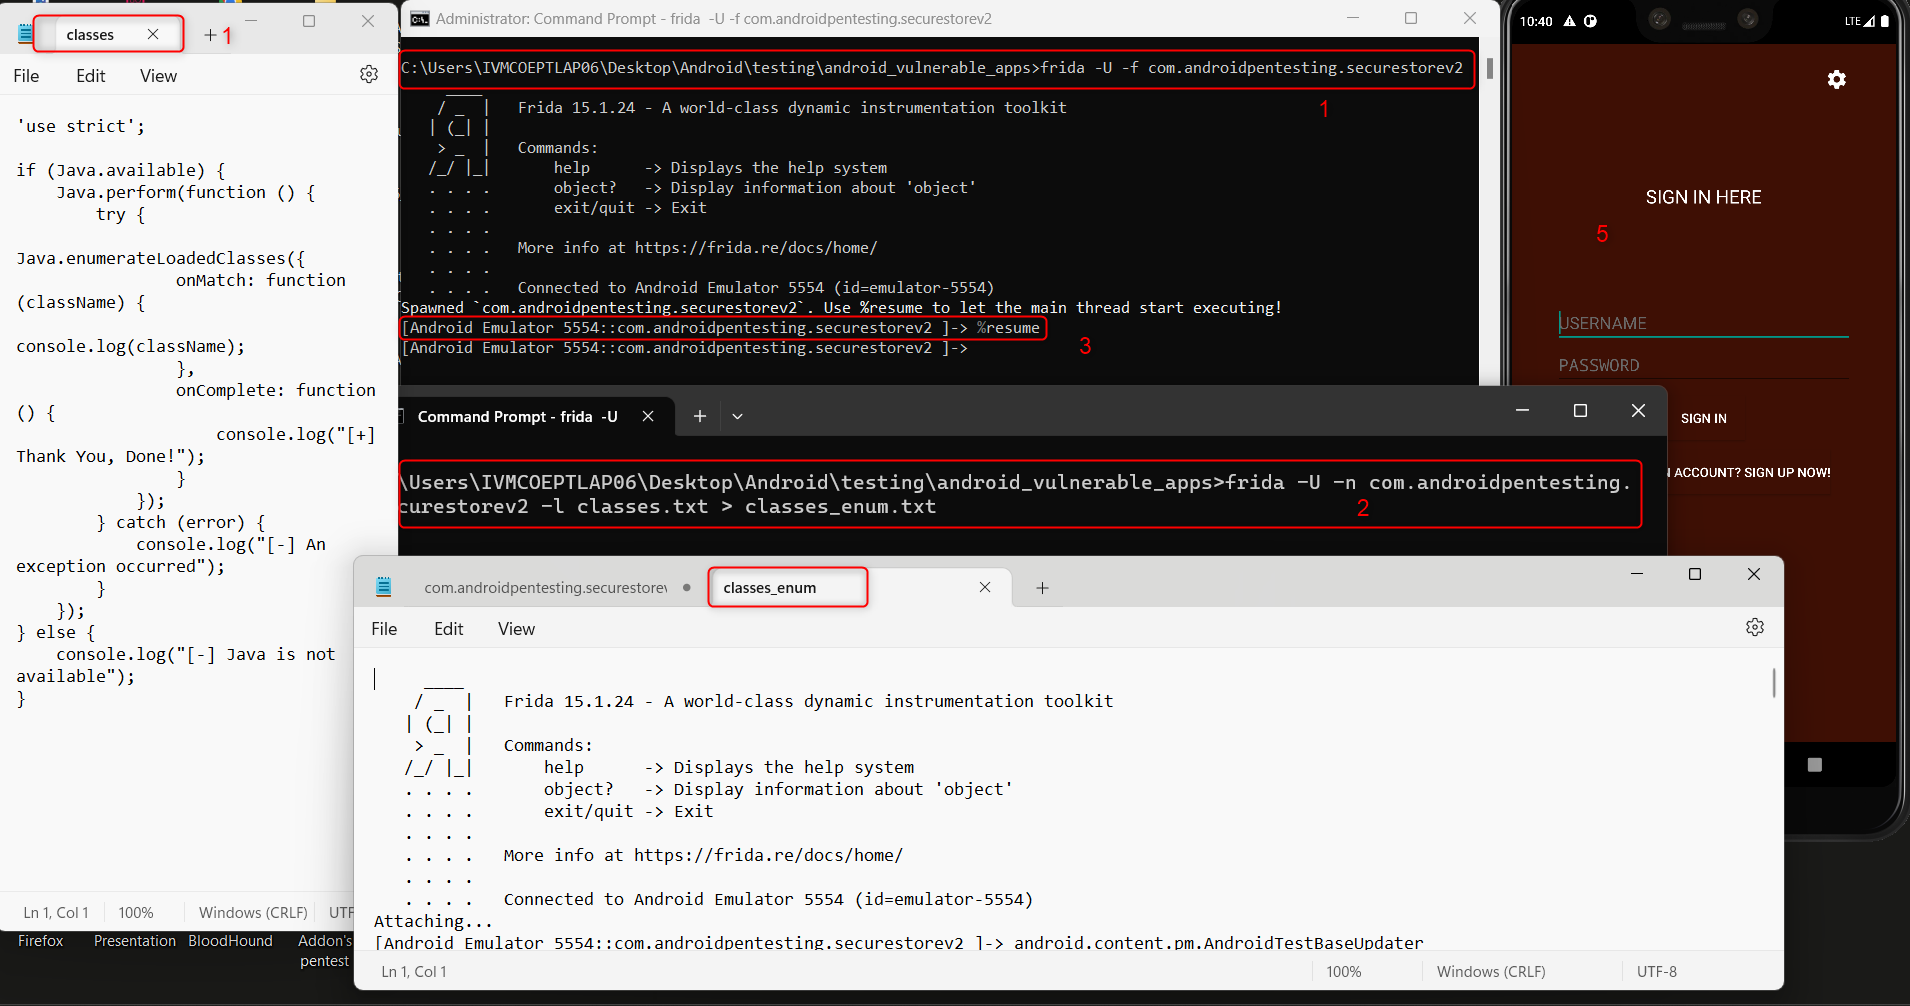 classes
1
File
Edit
View
'use strict';
if (Java.available) {
    Java.perform(function () {
        try {
Java.enumerateLoadedClasses({
                onMatch: function
(className) {
console.log(className);
                },
                onComplete: function
() {
                    console.log("[+]
Thank You, Done!");
                }
            });
        } catch (error) {
            console.log("[-] An
exception occurred");
        }
    });
} else {
    console.log("[-] Java is not
available");
}
Ln 1, Col 1
100%
Windows (CRLF)
UTF
Firefox
Presentation
BloodHound
Addon's
pentest
Administrator: Command Prompt - frida  -U -f com.androidpentesting.securestorev2
C:\Users\IVMCOEPTLAP06\Desktop\Android\testing\android_vulnerable_apps>frida -U -f com.androidpentesting.securestorev2
     ____
    / _  |   Frida 15.1.24 - A world-class dynamic instrumentation toolkit
   | (_| |
    > _  |   Commands:
   /_/ |_|       help      -> Displays the help system
   . . . .       object?   -> Display information about 'object'
   . . . .       exit/quit -> Exit
   . . . .
   . . . .   More info at https://frida.re/docs/home/
   . . . .
   . . . .   Connected to Android Emulator 5554 (id=emulator-5554)
Spawned `com.androidpentesting.securestorev2`. Use %resume to let the main thread start executing!
[Android Emulator 5554::com.androidpentesting.securestorev2 ]-> %resume
[Android Emulator 5554::com.androidpentesting.securestorev2 ]->
1
3
Command Prompt - frida  -U
\Users\IVMCOEPTLAP06\Desktop\Android\testing\android_vulnerable_apps>frida -U -n com.androidpentesting.
curestorev2 -l classes.txt > classes_enum.txt
2
com.androidpentesting.securestorev
classes_enum
File
Edit
View
     ____
    / _  |   Frida 15.1.24 - A world-class dynamic instrumentation toolkit
   | (_| |
    > _  |   Commands:
   /_/ |_|       help      -> Displays the help system
   . . . .       object?   -> Display information about 'object'
   . . . .       exit/quit -> Exit
   . . . .
   . . . .   More info at https://frida.re/docs/home/
   . . . .
   . . . .   Connected to Android Emulator 5554 (id=emulator-5554)
Attaching...
[Android Emulator 5554::com.androidpentesting.securestorev2 ]-> android.content.pm.AndroidTestBaseUpdater
Ln 1, Col 1
100%
Windows (CRLF)
UTF-8
10:40
LTE
SIGN IN HERE
5
USERNAME
PASSWORD
SIGN IN
ACCOUNT? SIGN UP NOW!